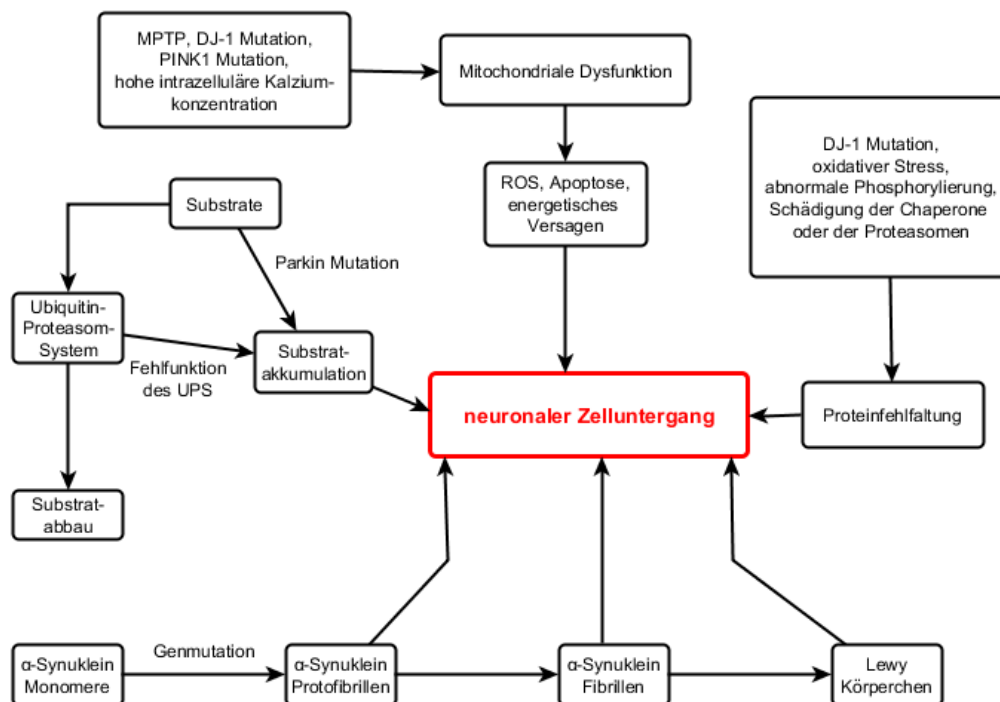 MPTP, DJ-1 Mutation,
PINK1 Mutation,
hohe intrazelluläre Kalzium-
konzentration
Mitochondriale Dysfunktion
DJ-1 Mutation,
oxidativer Stress,
abnormale Phosphorylierung,
Schädigung der Chaperone
oder der Proteasomen
ROS, Apoptose,
energetisches
Versagen
Substrate
Parkin Mutation
Ubiquitin-
Proteasom-
System
Fehlfunktion
des UPS
Substrat-
akkumulation
neuronaler Zelluntergang
Proteinfehlfaltung
Substrat-
abbau
α-Synuklein
Monomere
Genmutation
α-Synuklein
Protofibrillen
α-Synuklein
Fibrillen
Lewy
Körperchen